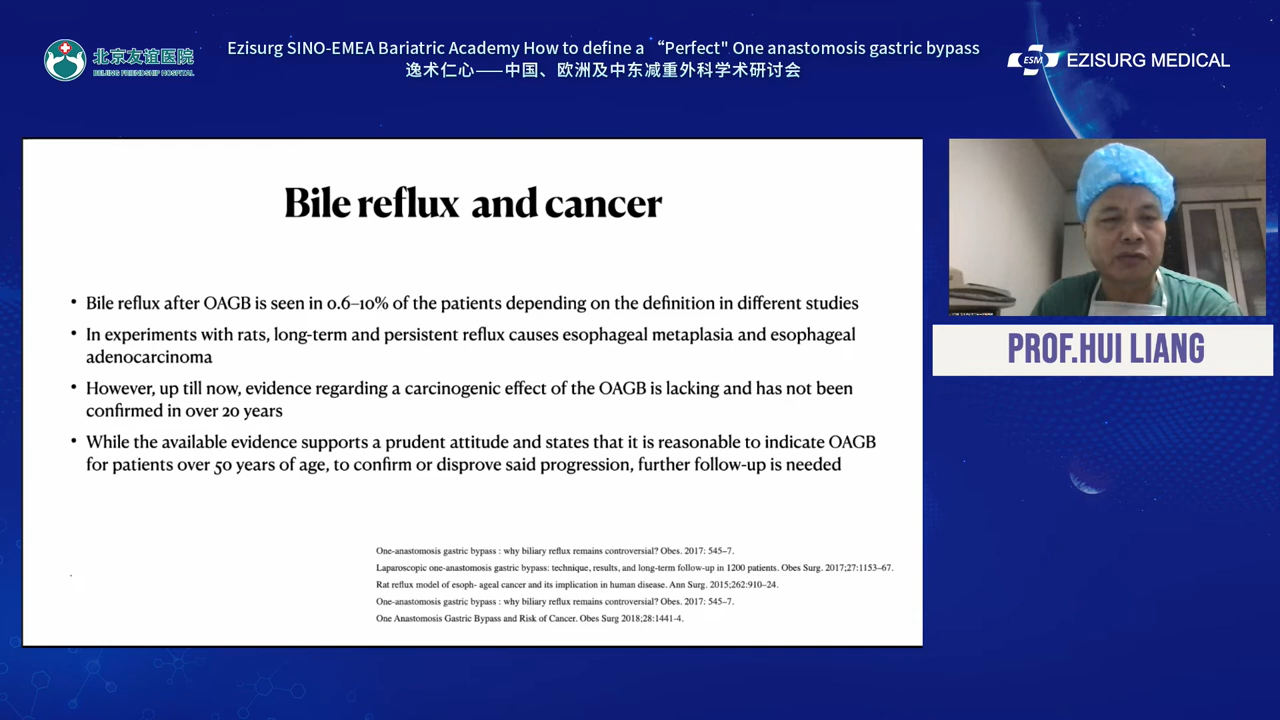 北京友谊医院
BEIJING FRIENDSHIP HOSPITAL
Ezisurg SINO-EMEA Bariatric Academy How to define a “Perfect" One anastomosis gastric bypass
逸术仁心——中国、欧洲及中东减重外科学术研讨会
ESM
EZISURG MEDICAL
Bile reflux and cancer
• Bile reflux after OAGB is seen in 0.6–10% of the patients depending on the definition in different studies
• In experiments with rats, long-term and persistent reflux causes esophageal metaplasia and esophageal
adenocarcinoma
• However, up till now, evidence regarding a carcinogenic effect of the OAGB is lacking and has not been
confirmed in over 20 years
• While the available evidence supports a prudent attitude and states that it is reasonable to indicate OAGB
for patients over 50 years of age, to confirm or disprove said progression, further follow-up is needed
One-anastomosis gastric bypass : why biliary reflux remains controversial? Obes. 2017: 545–7.
Laparoscopic one-anastomosis gastric bypass: technique, results, and long-term follow-up in 1200 patients. Obes Surg. 2017;27:1153–67.
Rat reflux model of esoph- ageal cancer and its implication in human disease. Ann Surg. 2015;262:910–24.
One-anastomosis gastric bypass : why biliary reflux remains controversial? Obes. 2017: 545–7.
One Anastomosis Gastric Bypass and Risk of Cancer. Obes Surg 2018;28:1441-4.
PROF.HUI LIANG